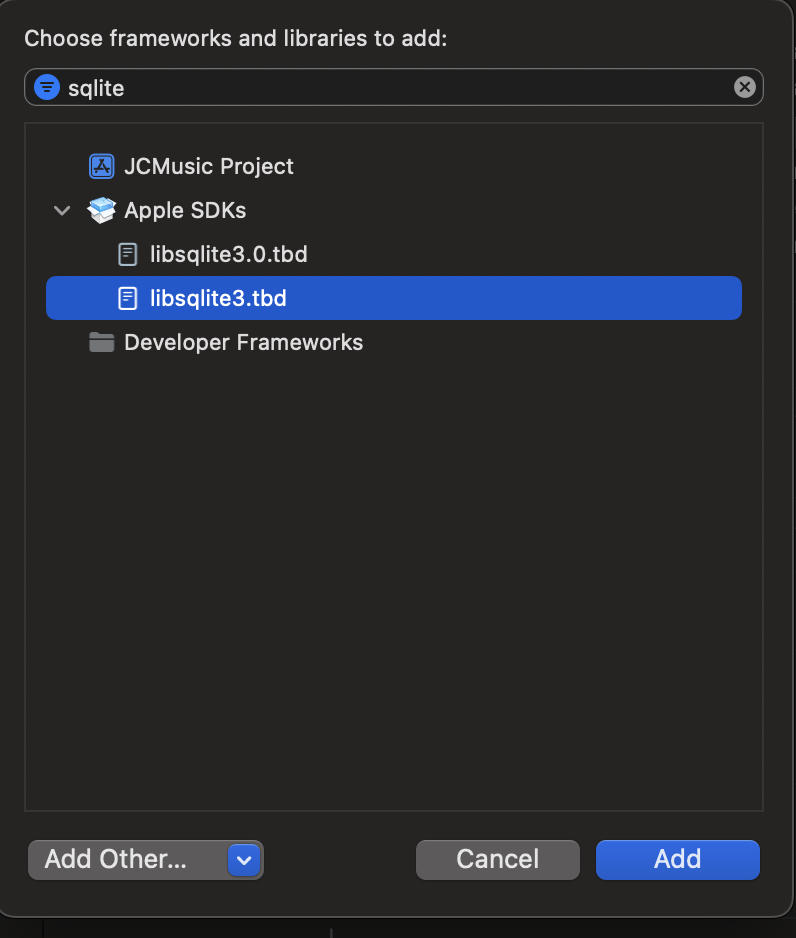 Choose frameworks and libraries to add:
sqlite
JCMusic Project
Apple SDKs
libsqlite3.0.tbd
libsqlite3.tbd
Developer Frameworks
Add Other...
Cancel
Add